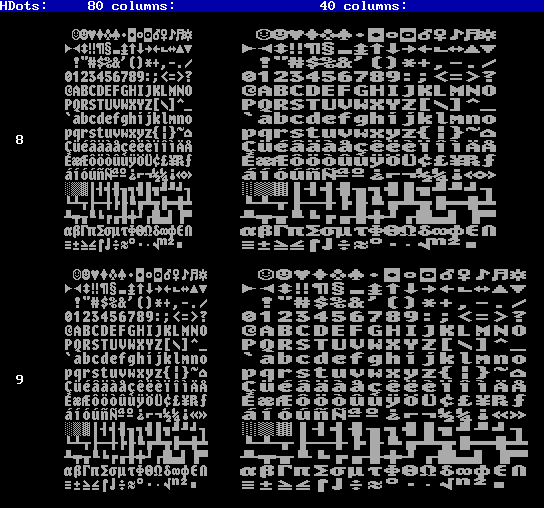 HDots: 80 columns: 40 columns:
8
☺☻♥♦♣♠•◘○◙♂♀♪♫☼ ☺☻♥♦♣♠•◘○◙♂♀♪♫☼
►◄↕‼¶§▬↨↑↓→←∟↔▲▼ ►◄↕‼¶§▬↨↑↓→←∟↔▲▼
!"#$%&'()*+,-./ !"#$%&'()*+,-./
0123456789:;<=>? 0123456789:;<=>?
@ABCDEFGHIJKLMNO @ABCDEFGHIJKLMNO
PQRSTUVWXYZ[\]^_ PQRSTUVWXYZ[\]^_
`abcdefghijklmno `abcdefghijklmno
pqrstuvwxyz{¦}~⌂ pqrstuvwxyz{¦}~⌂
ÇüéâäàåçêëèïîìÄÅ ÇüéâäàåçêëèïîìÄÅ
ÉæÆôöòûùÿÖÜ¢£¥₧ƒ ÉæÆôöòûùÿÖÜ¢£¥₧ƒ
áíóúñÑªº¿⌐¬½¼¡«» áíóúñÑªº¿⌐¬½¼¡«»
αßΓπΣσµτΦΘΩδ∞φε∩ αßΓπΣσµτΦΘΩδ∞φε∩
≡±≥≤⌠⌡÷≈°∙·√ⁿ²■ ≡±≥≤⌠⌡÷≈°∙·√ⁿ²■
9
☺☻♥♦♣♠•◘○◙♂♀♪♫☼ ☺☻♥♦♣♠•◘○◙♂♀♪♫☼
►◄↕‼¶§▬↨↑↓→←∟↔▲▼ ►◄↕‼¶§▬↨↑↓→←∟↔▲▼
!"#$%&'()*+,-./ !"#$%&'()*+,-./
0123456789:;<=>? 0123456789:;<=>?
@ABCDEFGHIJKLMNO @ABCDEFGHIJKLMNO
PQRSTUVWXYZ[\]^_ PQRSTUVWXYZ[\]^_
`abcdefghijklmno `abcdefghijklmno
pqrstuvwxyz{¦}~⌂ pqrstuvwxyz{¦}~⌂
ÇüéâäàåçêëèïîìÄÅ ÇüéâäàåçêëèïîìÄÅ
ÉæÆôöòûùÿÖÜ¢£¥₧ƒ ÉæÆôöòûùÿÖÜ¢£¥₧ƒ
áíóúñÑªº¿⌐¬½¼¡«» áíóúñÑªº¿⌐¬½¼¡«»
αßΓπΣσµτΦΘΩδ∞φε∩ αßΓπΣσµτΦΘΩδ∞φε∩
≡±≥≤⌠⌡÷≈°∙·√ⁿ²■ ≡±≥≤⌠⌡÷≈°∙·√ⁿ²■